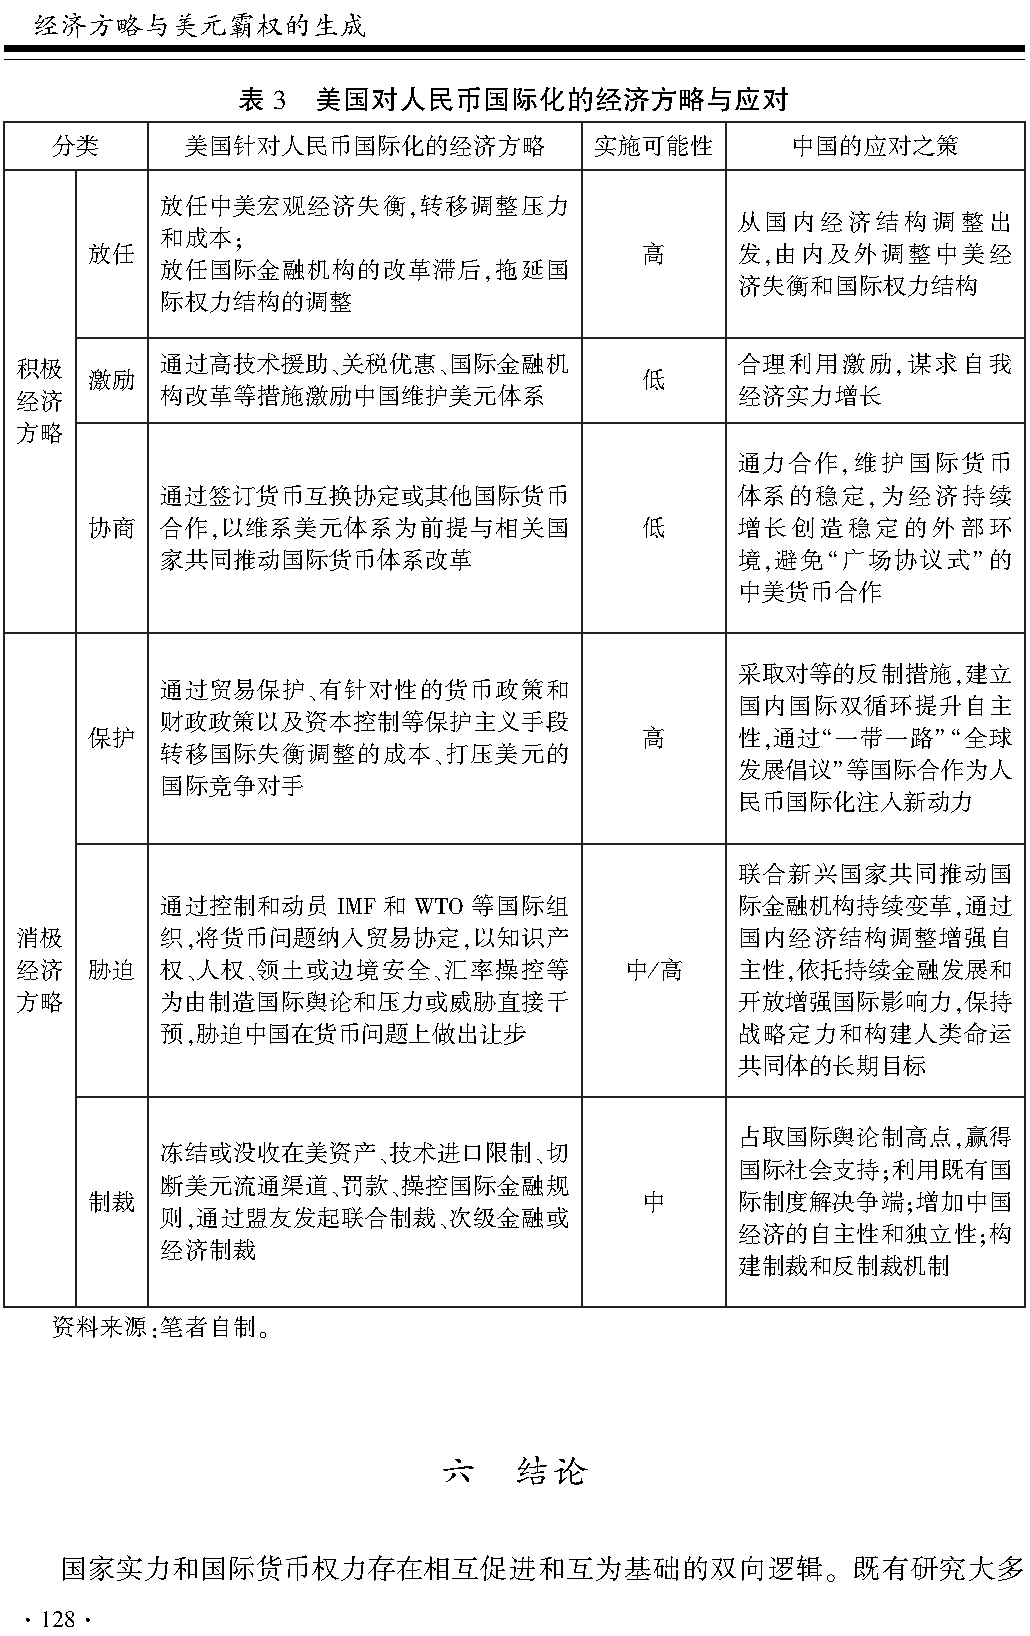 经济方略与美元霸权的生成
表 3　美国对人民币国际化的经济方略与应对
分类
美国针对人民币国际化的经济方略
实施可能性
中国的应对之策
积极
经济
方略
放任
放任中美宏观经济失衡,转移调整压力
和成本;
放任国际金融机构的改革滞后,拖延国
际权力结构的调整
高
从国内经济结构调整出
发,由内及外调整中美经
济失衡和国际权力结构
激励
通过高技术援助、关税优惠、国际金融机
构改革等措施激励中国维护美元体系
低
合理利用激励,谋求自我
经济实力增长
协商
通过签订货币互换协定或其他国际货币
合作,以维系美元体系为前提与相关国
家共同推动国际货币体系改革
低
通力合作,维护国际货币
体系的稳定,为经济持续
增长创造稳定的外部环
境,避免“广场协议式”的
中美货币合作
消极
经济
方略
保护
通过贸易保护、有针对性的货币政策和
财政政策以及资本控制等保护主义手段
转移国际失衡调整的成本、打压美元的
国际竞争对手
高
采取对等的反制措施,建立
国内国际双循环提升自主
性,通过“一带一路”“全球
发展倡议”等国际合作为人
民币国际化注入新动力
胁迫
通过控制和动员 IMF 和 WTO 等国际组
织,将货币问题纳入贸易协定,以知识产
权、人权、领土或边境安全、汇率操控等
为由制造国际舆论和压力或威胁直接干
预,胁迫中国在货币问题上做出让步
中/高
联合新兴国家共同推动国
际金融机构持续变革,通过
国内经济结构调整增强自
主性,依托持续金融发展和
开放增强国际影响力,保持
战略定力和构建人类命运
共同体的长期目标
制裁
冻结或没收在美资产、技术进口限制、切
断美元流通渠道、罚款、操控国际金融规
则,通过盟友发起联合制裁、次级金融或
经济制裁
中
占取国际舆论制高点,赢得
国际社会支持;利用既有国
际制度解决争端;增加中国
经济的自主性和独立性;构
建制裁和反制裁机制
资料来源:笔者自制。
六　结论
国家实力和国际货币权力存在相互促进和互为基础的双向逻辑。既有研究大多
· 128 ·